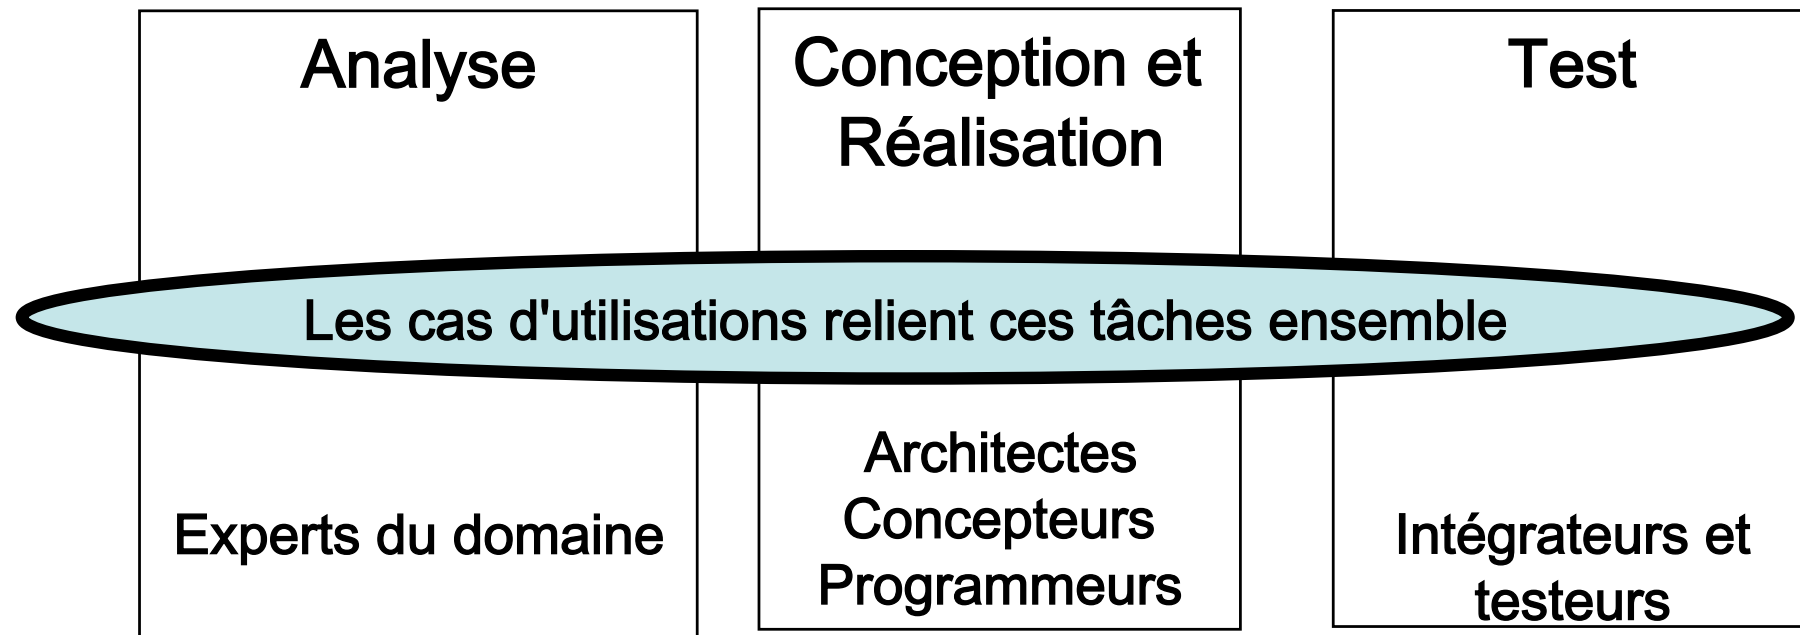 Analyse
Conception et
Réalisation
Test
Les cas d'utilisations relient ces tâches ensemble
Experts du domaine
Architectes
Concepteurs
Programmeurs
Intégrateurs et
testeurs